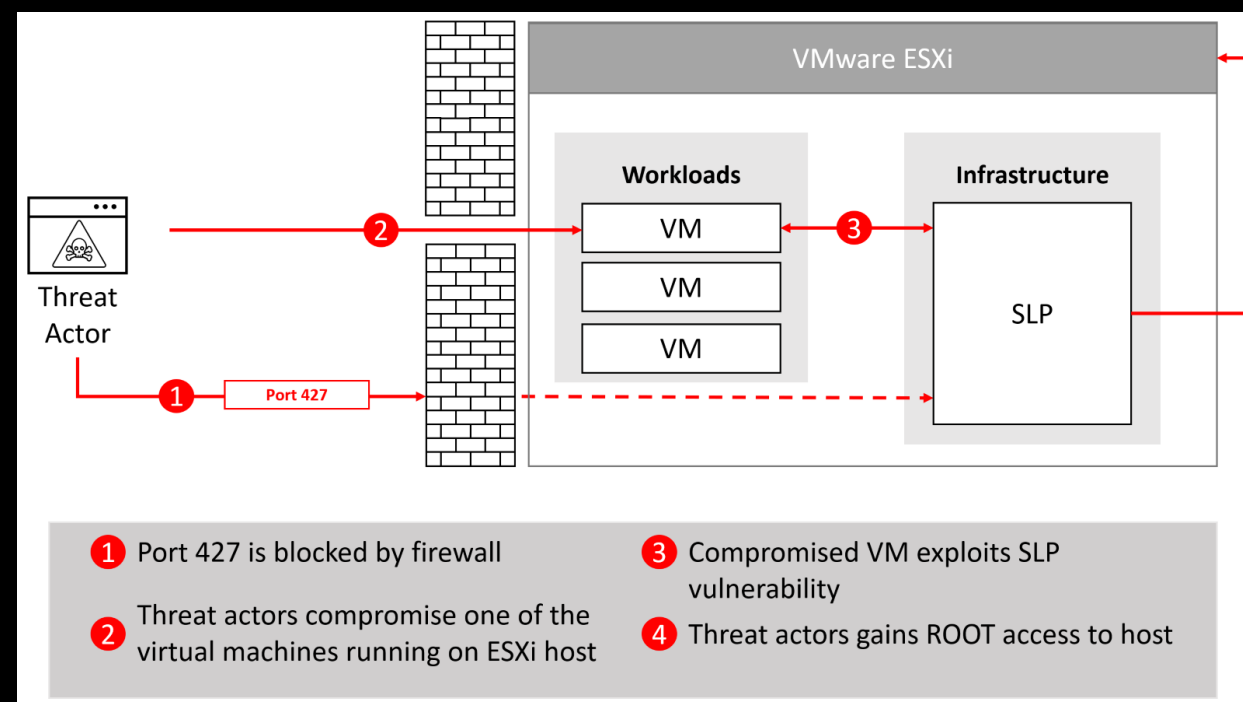 VMware ESXi
Workloads
Infrastructure
2
VM
3
VM
SLP
Threat
Actor
VM
1
Port 427
1 Port 427 is blocked by firewall
2 Threat actors compromise one of the
virtual machines running on ESXi host
3 Compromised VM exploits SLP
vulnerability
4 Threat actors gains ROOT access to host